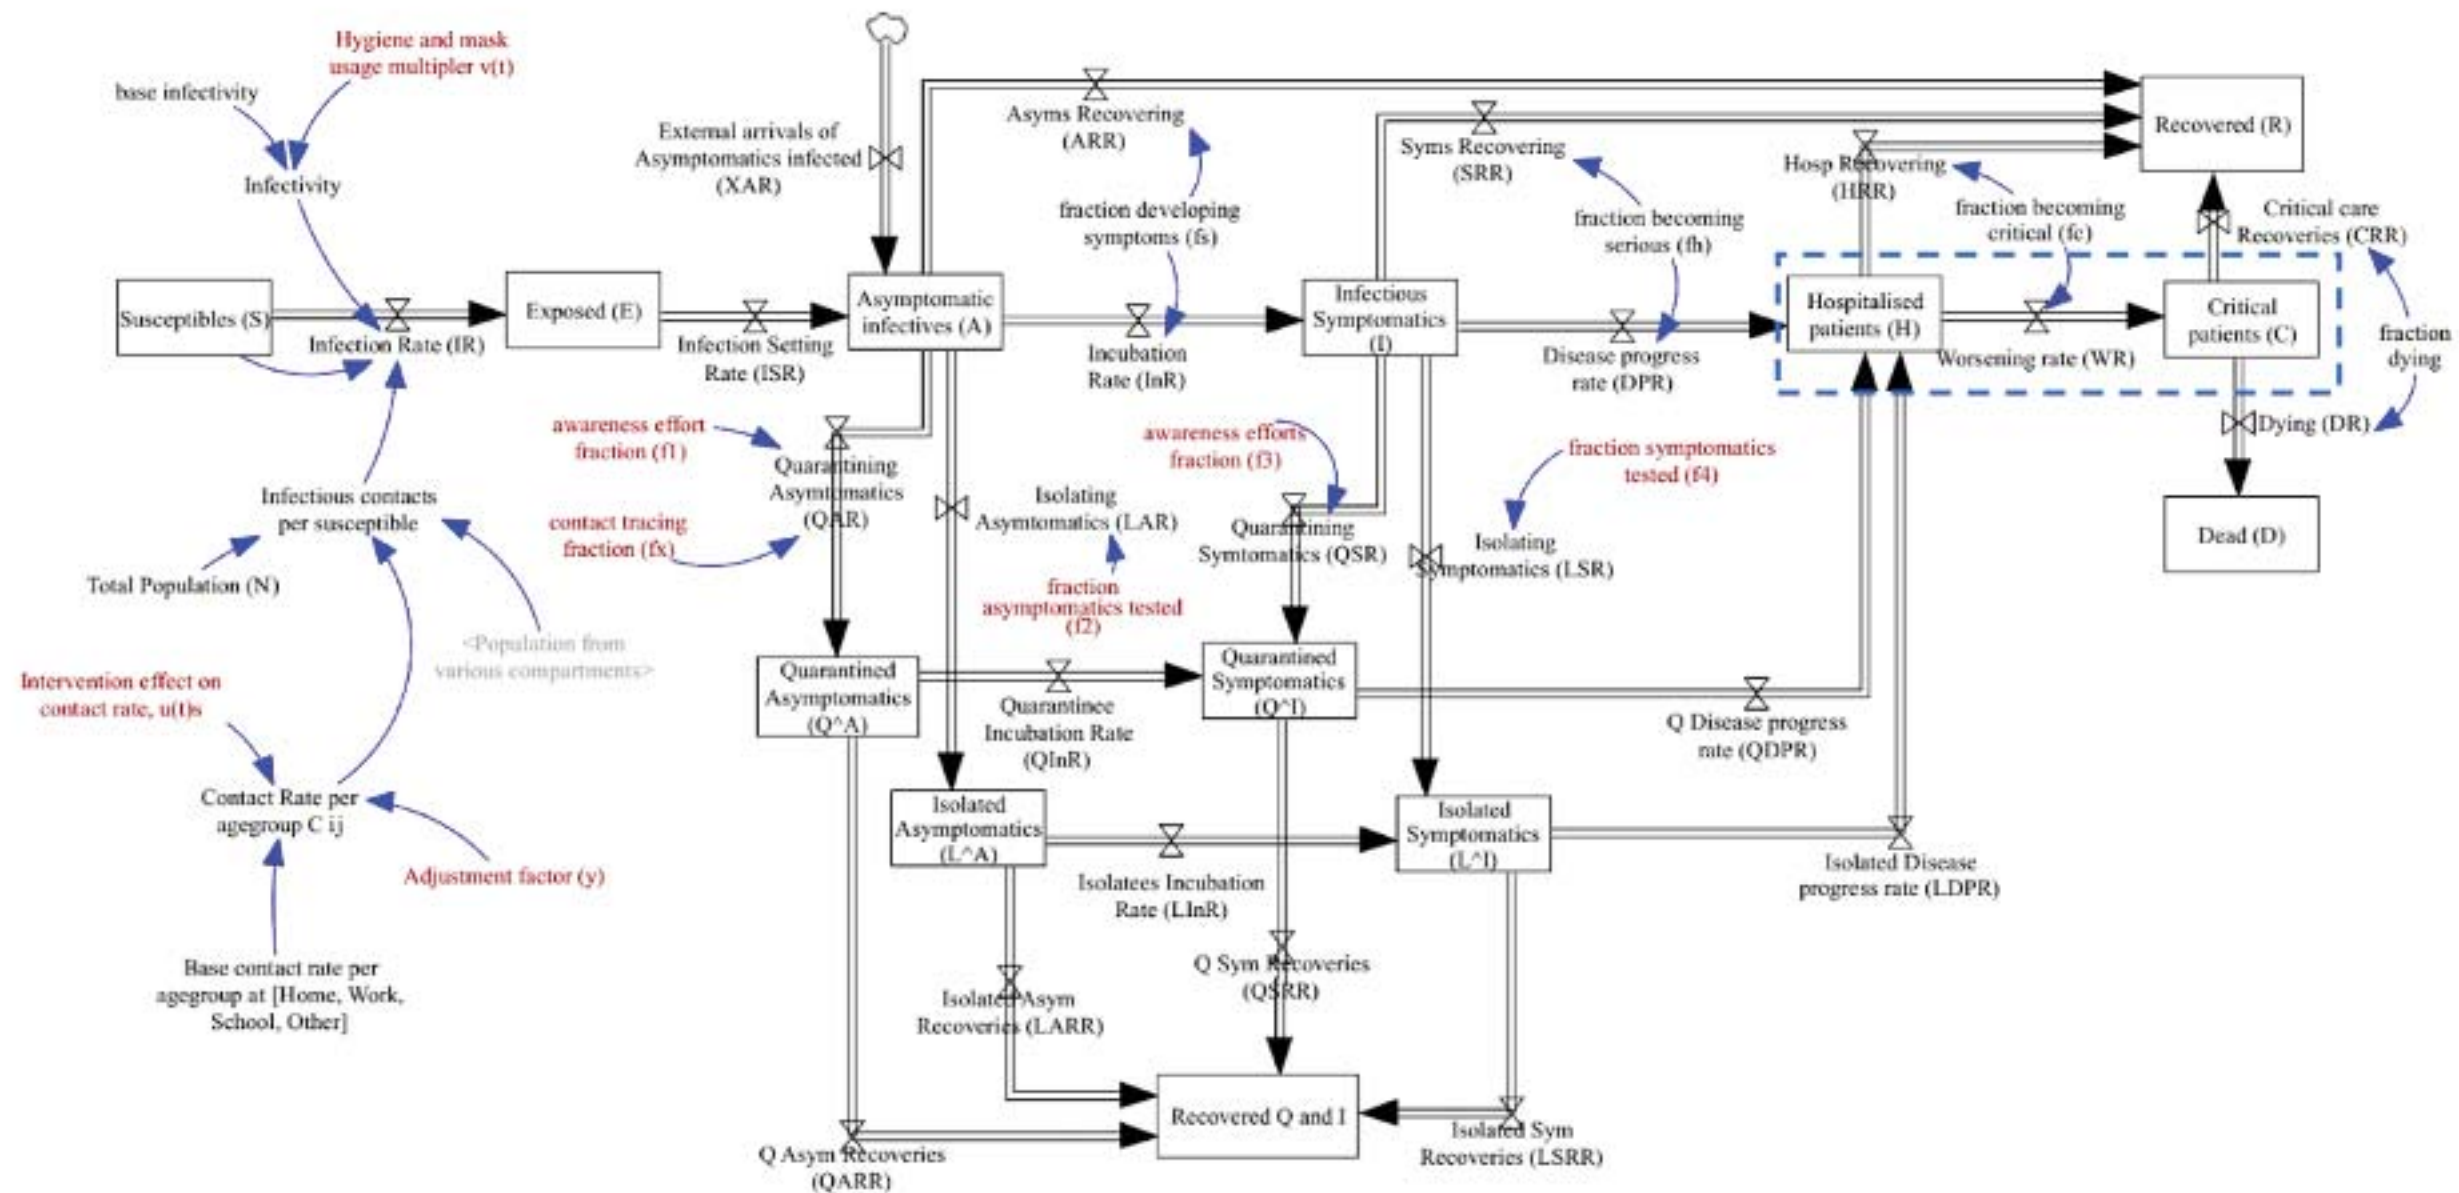 Hygiene and mask
usage multipler v(t)
base infectivity
Infectivity
External arrivals of
Asymptomatics infected
(XAR)
Asyms Recovering
(ARR)
Syms Recovering
(SRR)
Hosp Recovering
(HRR)
Recovered (R)
fraction developing
symptoms (fs)
fraction becoming
serious (fh)
fraction becoming
critical (fc)
Critical care
Recoveries (CRR)
Susceptibles (S)
Infection Rate (IR)
Exposed (E)
Infection Setting
Rate (ISR)
Asymptomatic
infectives (A)
Incubation
Rate (InR)
Infectious
Symptomatics
(I)
Disease progress
rate (DPR)
Hospitalised
patients (H)
Worsening rate (WR)
Critical
patients (C)
fraction
dying
Dying (DR)
Dead (D)
awareness effort
fraction (f1)
Quarantining
Asymtomatics
(QAR)
contact tracing
fraction (fx)
Isolating
Asymtomatics (LAR)
fraction
asymptomatics tested
(f2)
awareness efforts
fraction (f3)
Quarantining
Symtomatics (QSR)
fraction symptomatics
tested (f4)
Isolating
Symptomatics (LSR)
Infectious contacts
per susceptible
Total Population (N)
<Population from
various compartments>
Intervention effect on
contact rate, u(t)s
Contact Rate per
agegroup C ij
Adjustment factor (y)
Base contact rate per
agegroup at [Home, Work,
School, Other]
Quarantined
Asymptomatics
(Q^A)
Quarantinee
Incubation Rate
(QInR)
Quarantined
Symptomatics
(Q^I)
Q Disease progress
rate (QDPR)
Isolated
Asymptomatics
(L^A)
Isolatees Incubation
Rate (LInR)
Isolated
Symptomatics
(L^I)
Isolated Disease
progress rate (LDPR)
Isolated Asym
Recoveries (LARR)
Q Sym Recoveries
(QSRR)
Recovered Q and I
Q Asym Recoveries
(QARR)
Isolated Sym
Recoveries (LSRR)